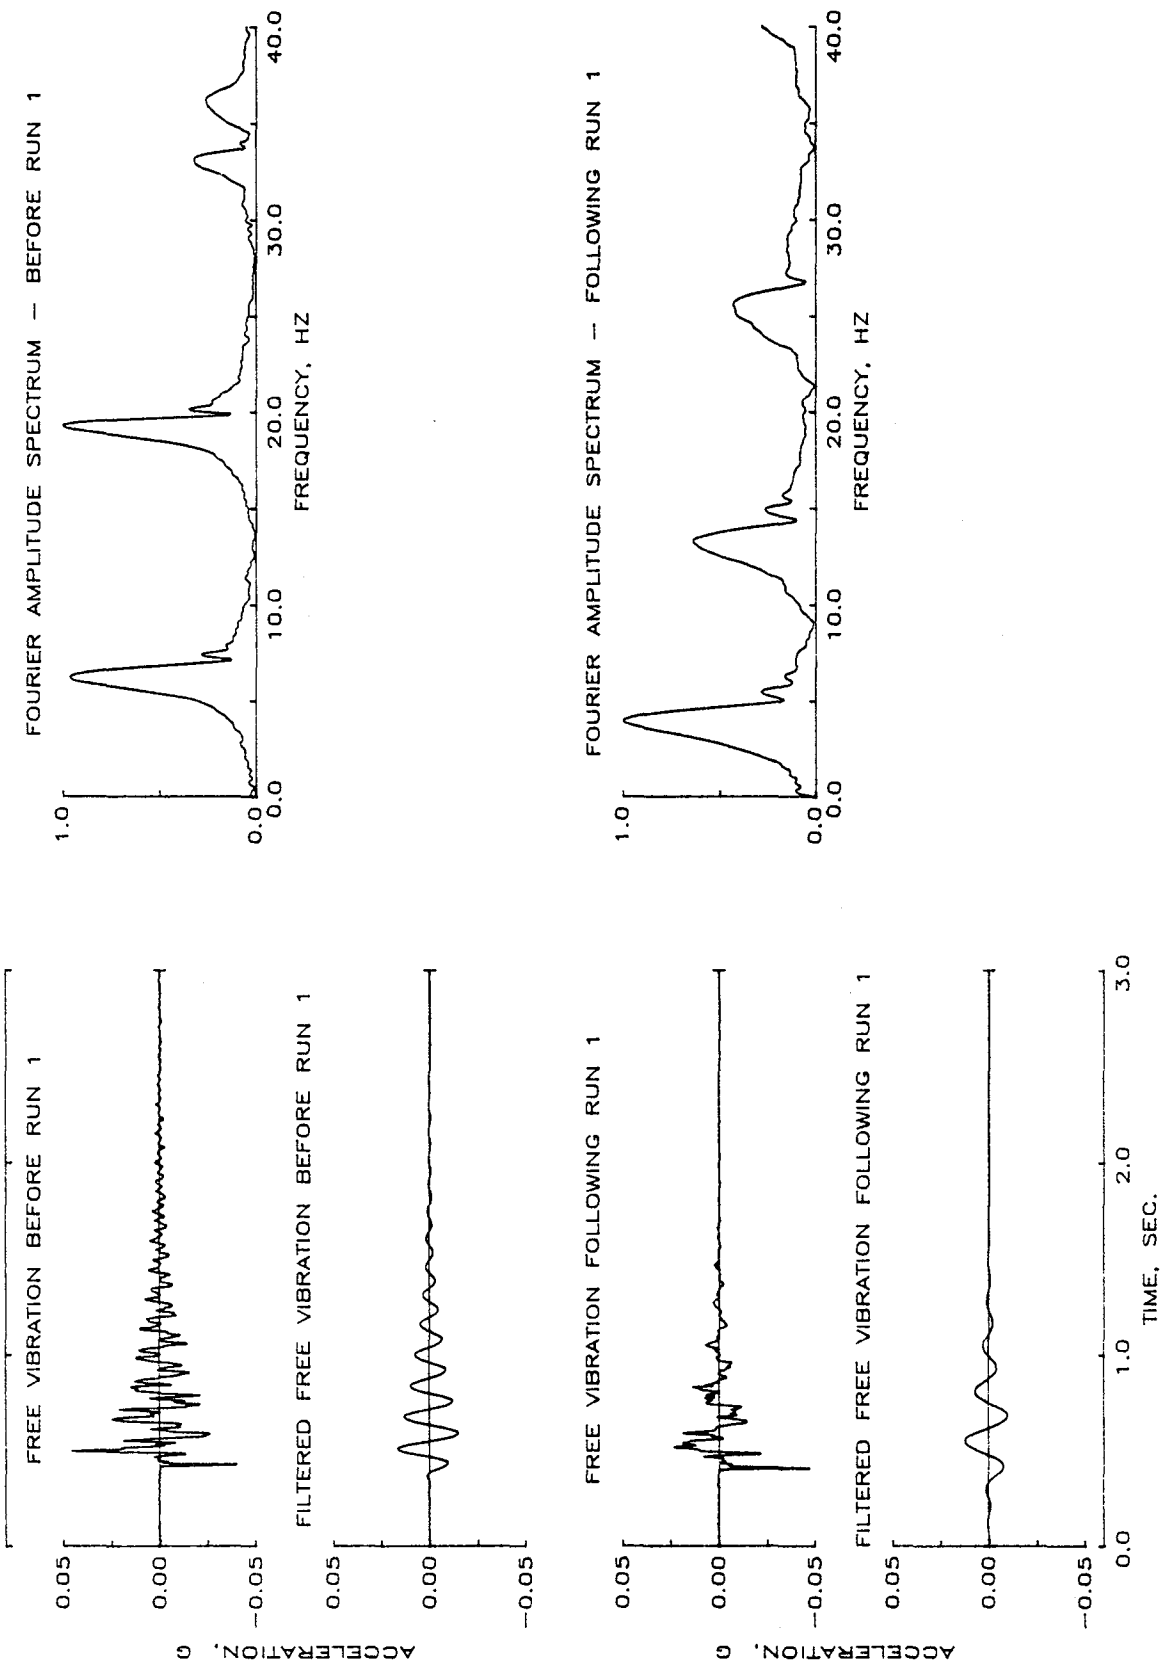 FREE VIBRATION BEFORE RUN 1
0.05
0.00
-0.05
FILTERED FREE VIBRATION BEFORE RUN 1
0.05
0.00
-0.05
ACCELERATION, G
FOURIER AMPLITUDE SPECTRUM — BEFORE RUN 1
1.0
0.0
0.0
10.0
20.0
30.0
40.0
FREQUENCY, HZ
FREE VIBRATION FOLLOWING RUN 1
0.05
0.00
-0.05
FILTERED FREE VIBRATION FOLLOWING RUN 1
0.05
0.00
-0.05
ACCELERATION, G
0.0
1.0
2.0
3.0
TIME, SEC.
FOURIER AMPLITUDE SPECTRUM — FOLLOWING RUN 1
1.0
0.0
0.0
10.0
20.0
30.0
40.0
FREQUENCY, HZ